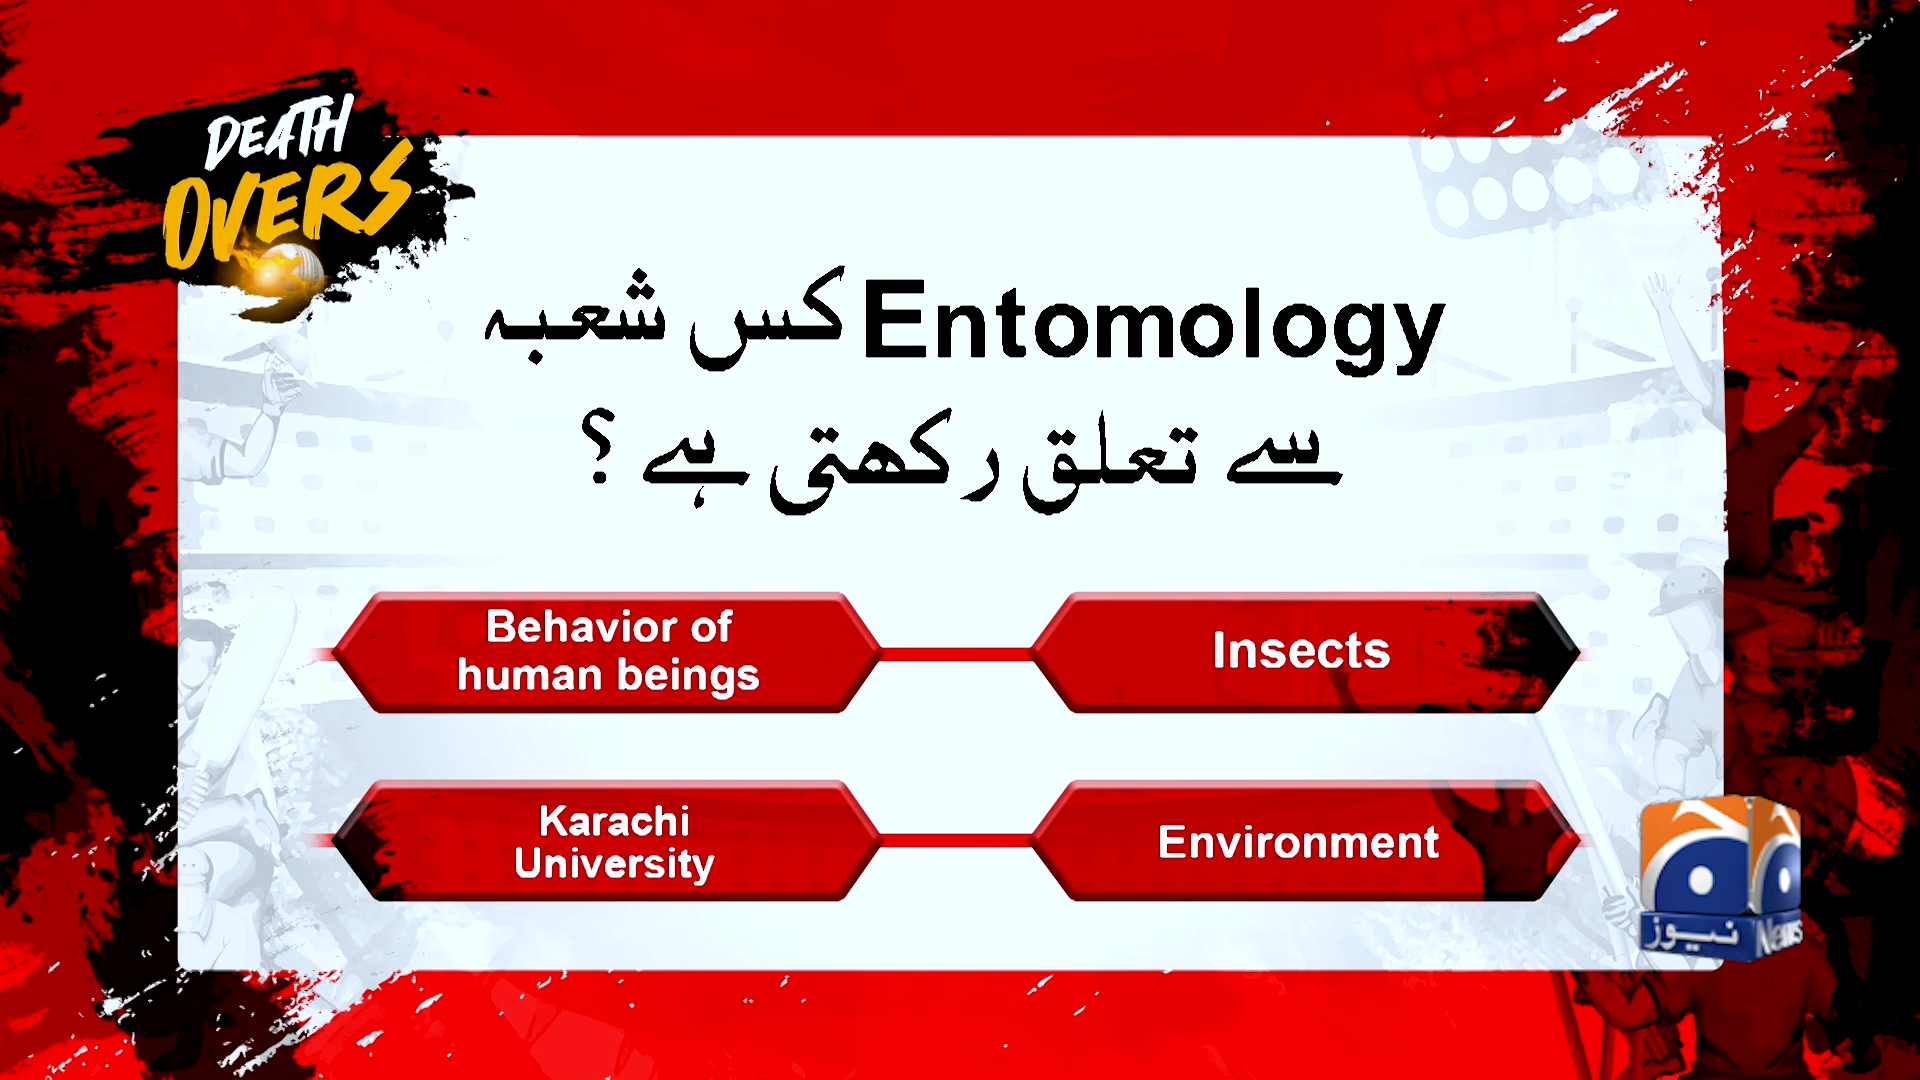 DEATH
OVERS
Entomology کس شعبہ
سے تعلق رکھتی ہے ؟
Behavior of
human beings
Insects
Karachi
University
Environment
نیوز News